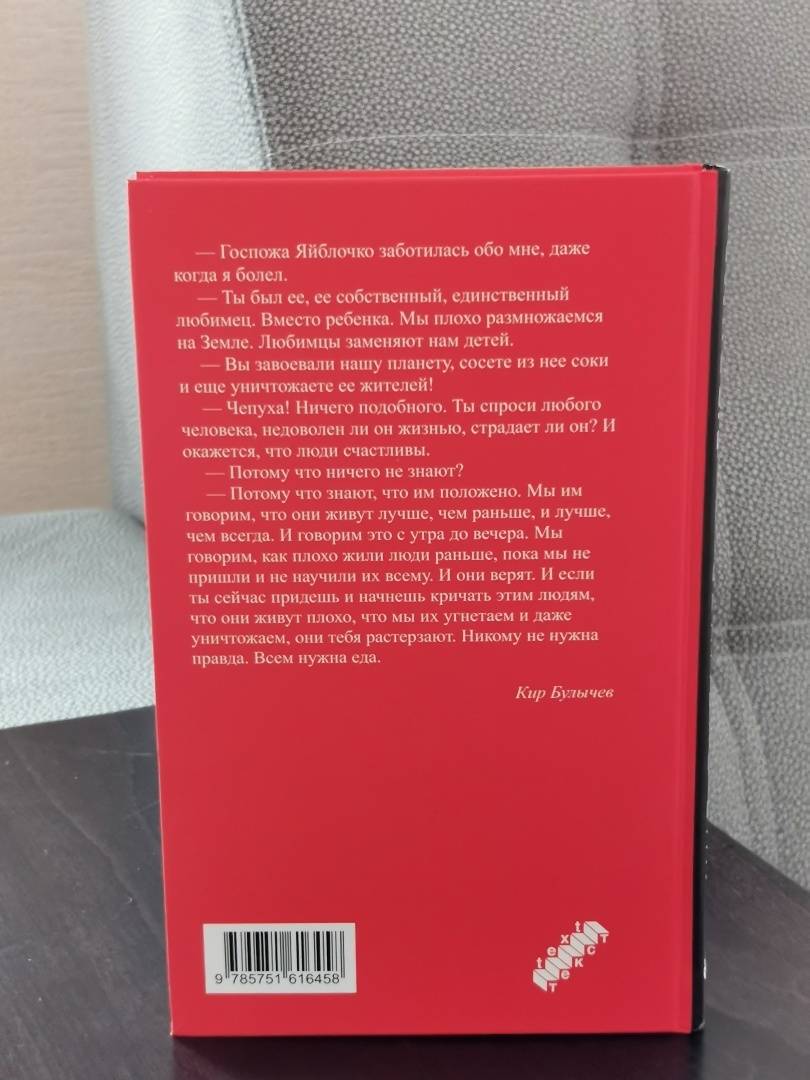 — Госпожа Яйблочко заботилась обо мне, даже
когда я болел.
— Ты был ее, ее собственный, единственный
любимец. Вместо ребенка. Мы плохо размножаемся
на Земле. Любимцы заменяют нам детей.
— Вы завоевали нашу планету, сосете из нее соки
и еще уничтожаете ее жителей!
— Чепуха! Ничего подобного. Ты спроси любого
человека, недоволен ли он жизнью, страдает ли он? И
окажется, что люди счастливы.
— Потому что ничего не знают?
— Потому что знают, что им положено. Мы им
говорим, что они живут лучше, чем раньше, и лучше,
чем всегда. И говорим это с утра до вечера. Мы
говорим, как плохо жили люди раньше, пока мы не
пришли и не научили их всему. И они верят. И если
ты сейчас придешь и начнешь кричать этим людям,
что они живут плохо, что мы их угнетаем и даже
уничтожаем, они тебя растерзают. Никому не нужна
правда. Всем нужна еда.
Кир Булычев
9 785751 616458
text
текст